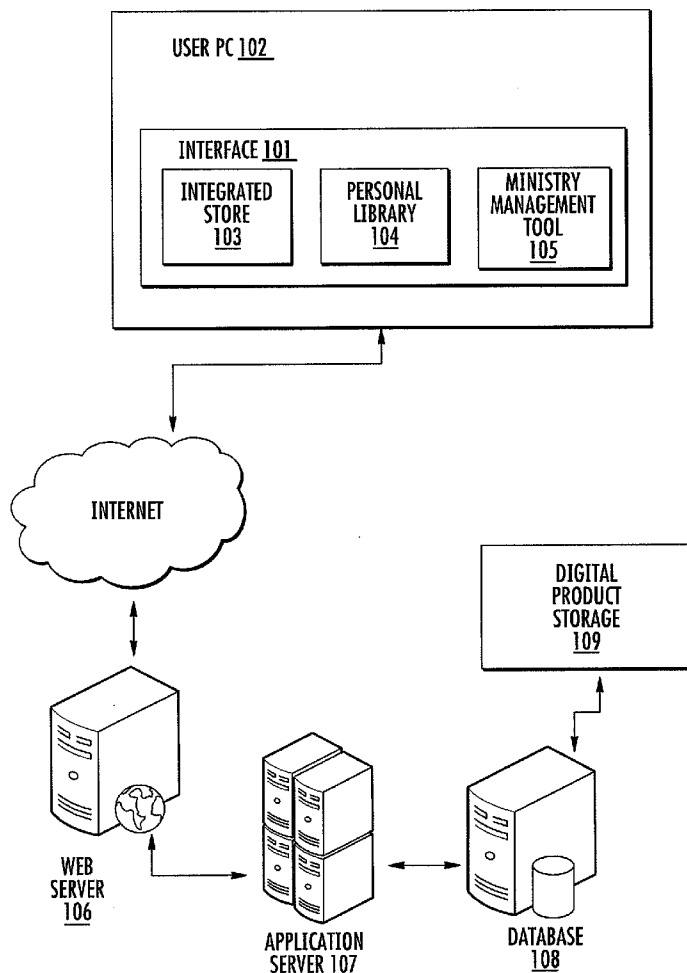 USER PC 102
INTERFACE 101
INTEGRATED
STORE
103
PERSONAL
LIBRARY
104
MINISTRY
MANAGEMENT
TOOL
105
INTERNET
DIGITAL
PRODUCT
STORAGE
109
WEB
SERVER
106
APPLICATION
SERVER 107
DATABASE
108